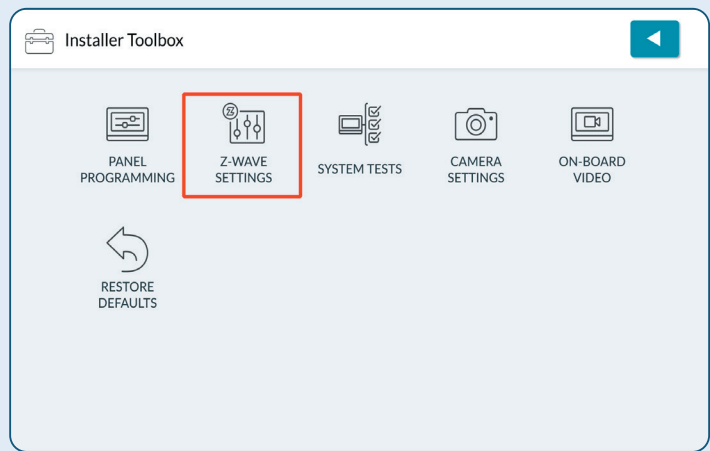 Installer Toolbox
PANEL
PROGRAMMING
Z
Z-WAVE
SETTINGS
SYSTEM TESTS
CAMERA
SETTINGS
ON-BOARD
VIDEO
RESTORE
DEFAULTS